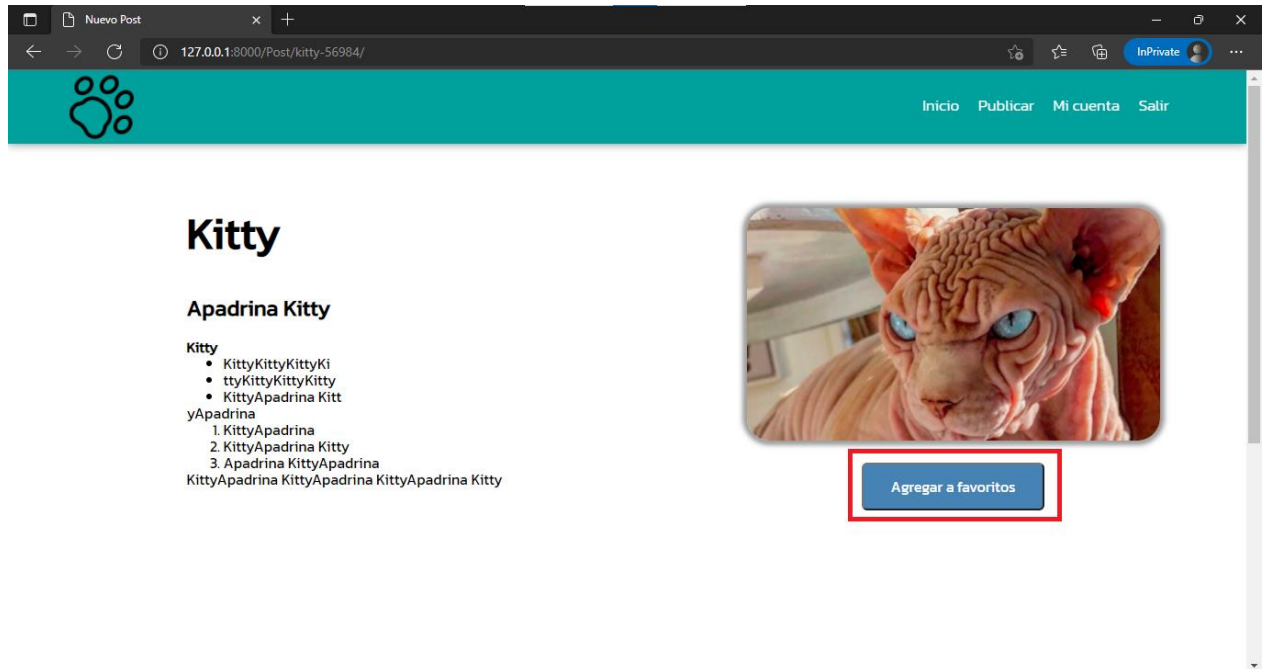 Nuevo Post
127.0.0.1:8000/Post/kitty-56984/
InPrivate
Inicio Publicar Mi cuenta Salir
Kitty
Apadrina Kitty
Kitty
KittyKittyKittyKi
ttyKittyKittyKitty
KittyApadrina Kitt
yApadrina
1. KittyApadrina
2. KittyApadrina Kitty
3. Apadrina KittyApadrina
KittyApadrina KittyApadrina KittyApadrina Kitty
Agregar a favoritos